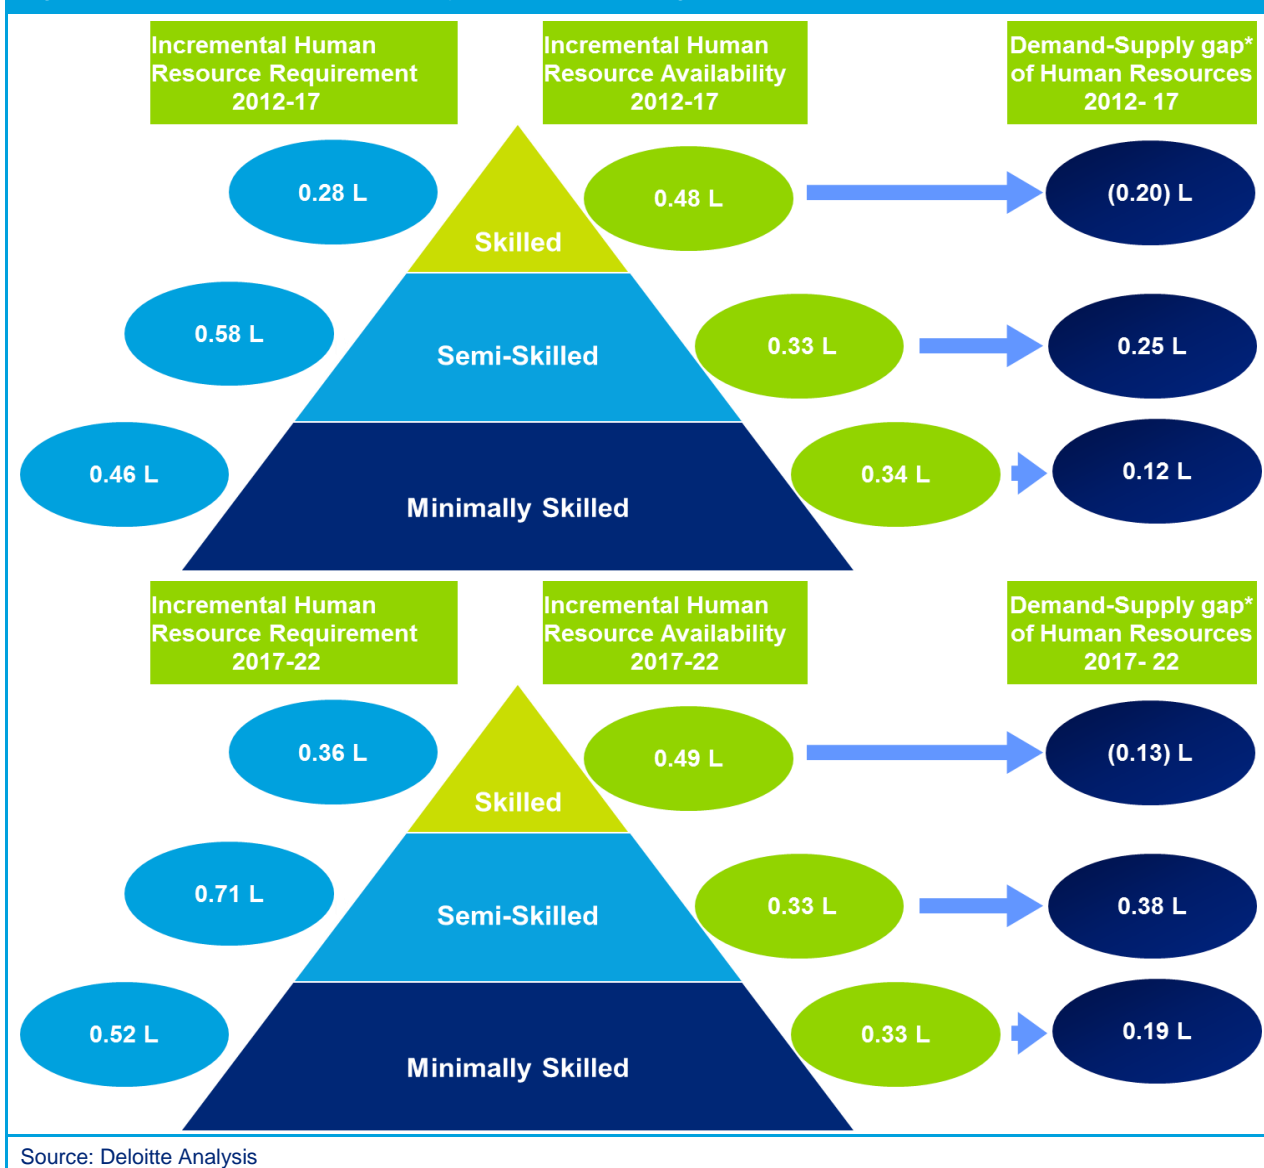 Incremental Human
Resource Requirement
2012-17
Incremental Human
Resource Availability
2012-17
Demand-Supply gap*
of Human Resources
2012- 17
0.28 L
Skilled
0.48 L
(0.20) L
0.58 L
Semi-Skilled
0.33 L
0.25 L
0.46 L
Minimally Skilled
0.34 L
0.12 L
Incremental Human
Resource Requirement
2017-22
Incremental Human
Resource Availability
2017-22
Demand-Supply gap*
of Human Resources
2017- 22
0.36 L
Skilled
0.49 L
(0.13) L
0.71 L
Semi-Skilled
0.33 L
0.38 L
0.52 L
Minimally Skilled
0.33 L
0.19 L
Source: Deloitte Analysis